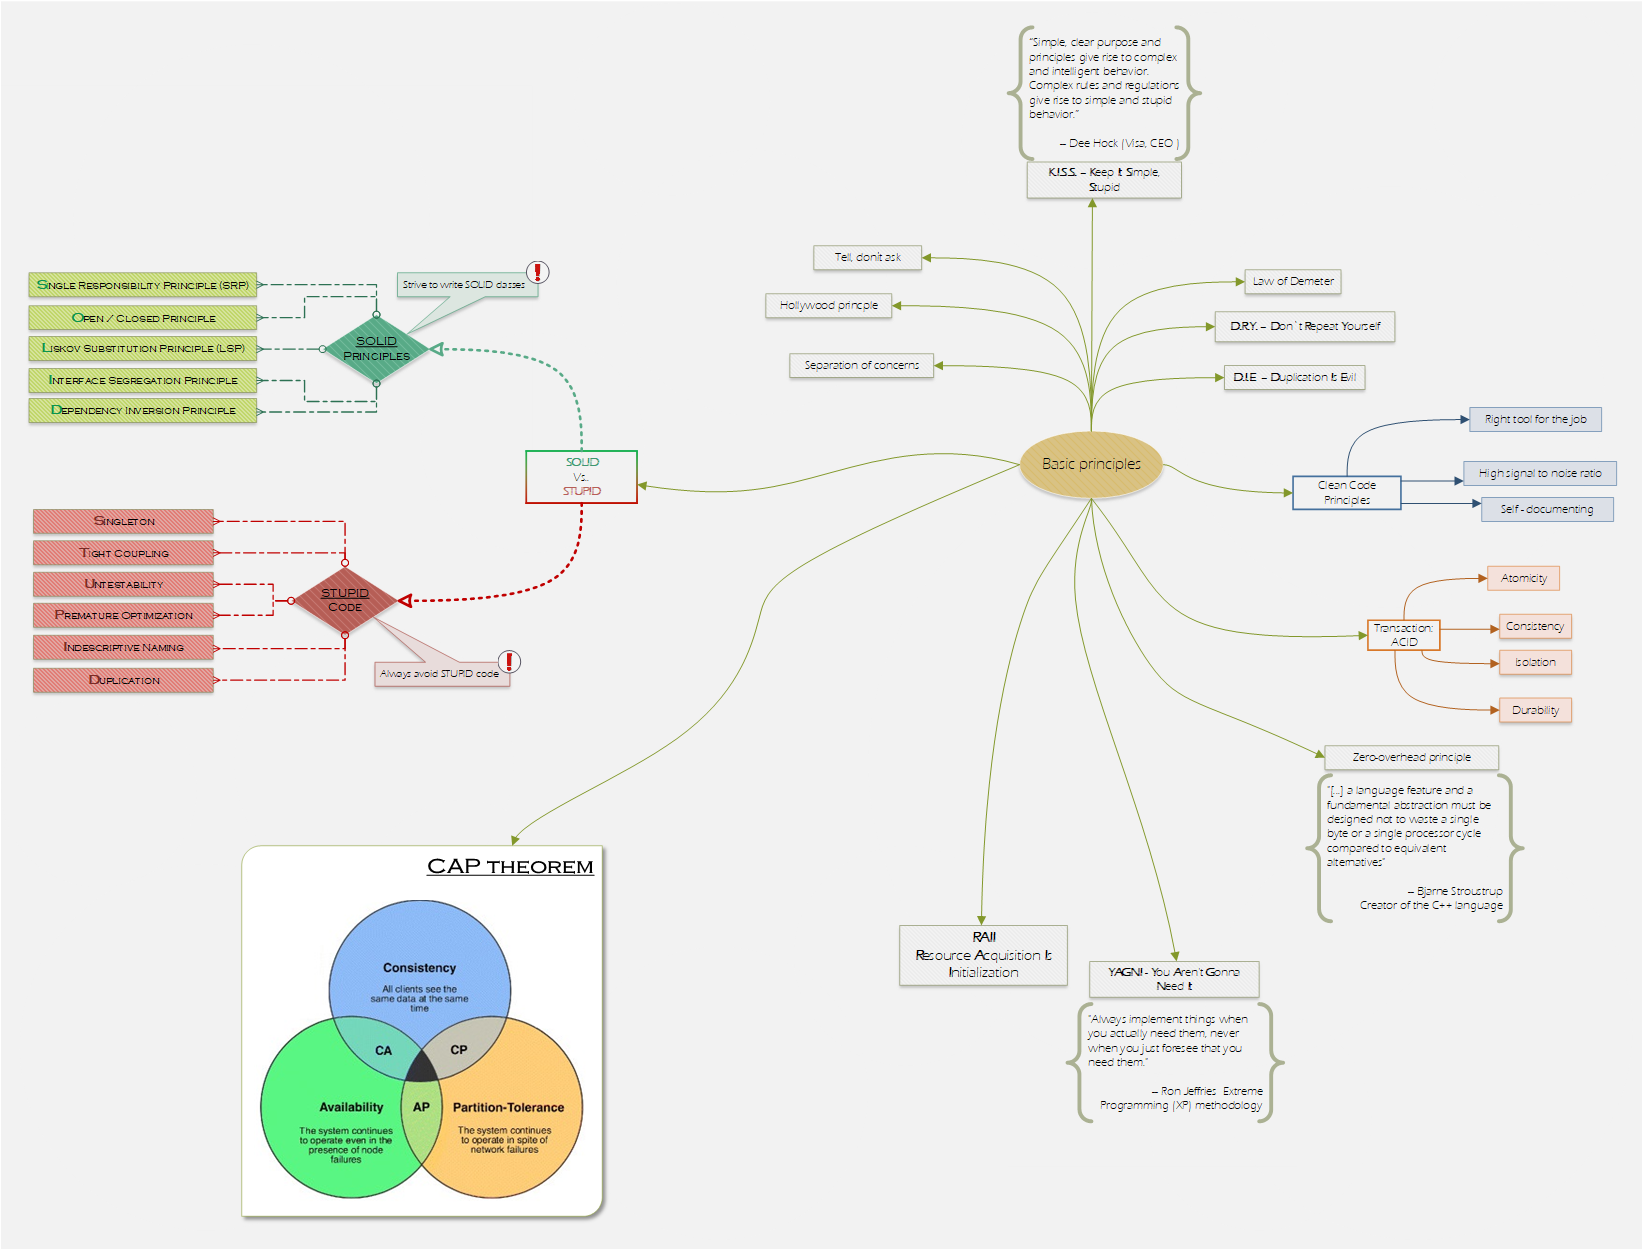 "Simple, clear purpose and
principles give rise to complex
and intelligent behavior.
Complex rules and regulations
give rise to simple and stupid
behavior."
– Dee Hock (Visa, CEO )
K.I.S.S. – Keep It Simple,
Stupid
Tell, don't ask
Hollywood princple
Separation of concerns
Law of Demeter
D.R.Y. – Don`t Repeat Yourself
D.I.E – Duplication Is Evil
Basic principles
Right tool for the job
High signal to noise ratio
Self - documenting
Clean Code
Principles
Transaction:
ACID
Atomicity
Consistency
Isolation
Durability
Zero-overhead principle
"[...] a language feature and a
fundamental abstraction must be
designed not to waste a single
byte or a single processor cycle
compared to equivalent
alternatives"
– Bjarne Stroustrup
Creator of the C++ language
RAII
Resource Acquisition Is
Initialization
YAGNI - You Aren't Gonna
Need It
"Always implement things when
you actually need them, never
when you just foresee that you
need them."
– Ron Jeffries Extreme
Programming (XP) methodology
SOLID
Vs.
STUPID
Strive to write SOLID classes
SOLID
Principles
Single Responsibility Principle (SRP)
Open / Closed Principle
Liskov Substitution Principle (LSP)
Interface Segregation Principle
Dependency Inversion Principle
STUPID
Code
Singleton
Tight Coupling
Untestability
Premature Optimization
Indescriptive Naming
Duplication
Always avoid STUPID code
CAP theorem
Consistency
All clients see the
same data at the same
time
CA
CP
AP
Availability
The system continues
to operate even in the
presence of node
failures
Partition-Tolerance
The system continues
to operate in spite of
network failures